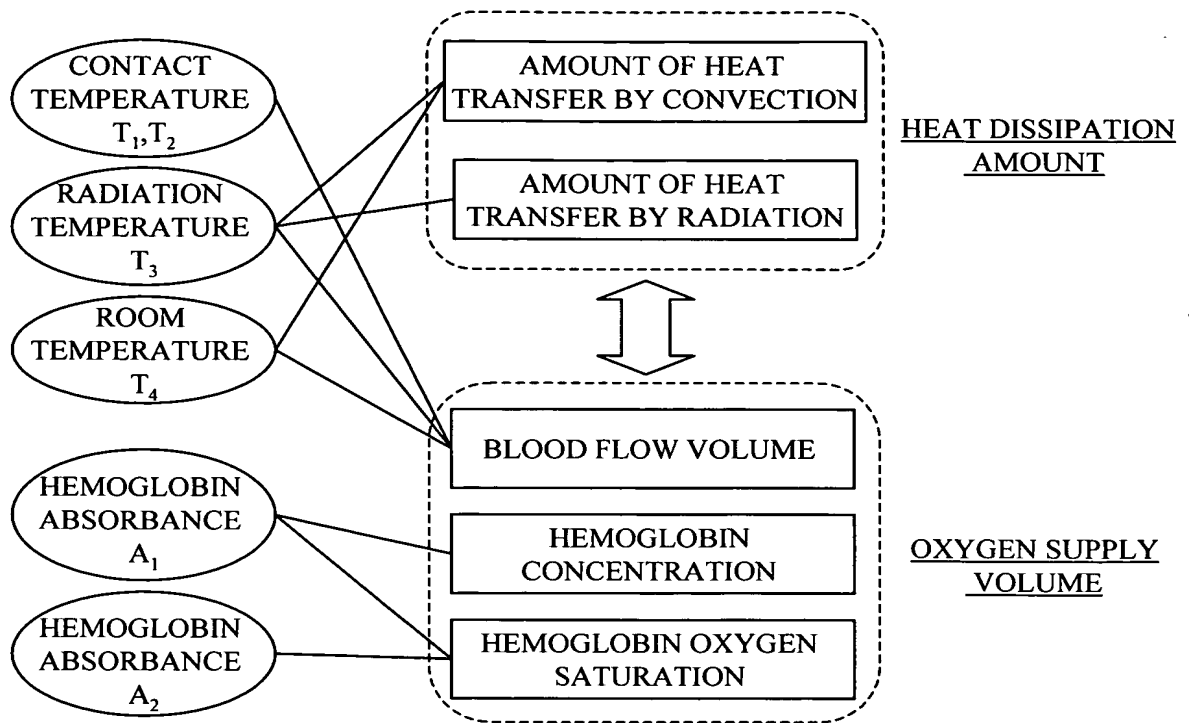 CONTACT
TEMPERATURE
T₁,T₂
RADIATION
TEMPERATURE
T₃
ROOM
TEMPERATURE
T₄
HEMOGLOBIN
ABSORBANCE
A₁
HEMOGLOBIN
ABSORBANCE
A₂
AMOUNT OF HEAT
TRANSFER BY CONVECTION
AMOUNT OF HEAT
TRANSFER BY RADIATION
HEAT DISSIPATION
AMOUNT
BLOOD FLOW VOLUME
HEMOGLOBIN
CONCENTRATION
HEMOGLOBIN OXYGEN
SATURATION
OXYGEN SUPPLY
VOLUME